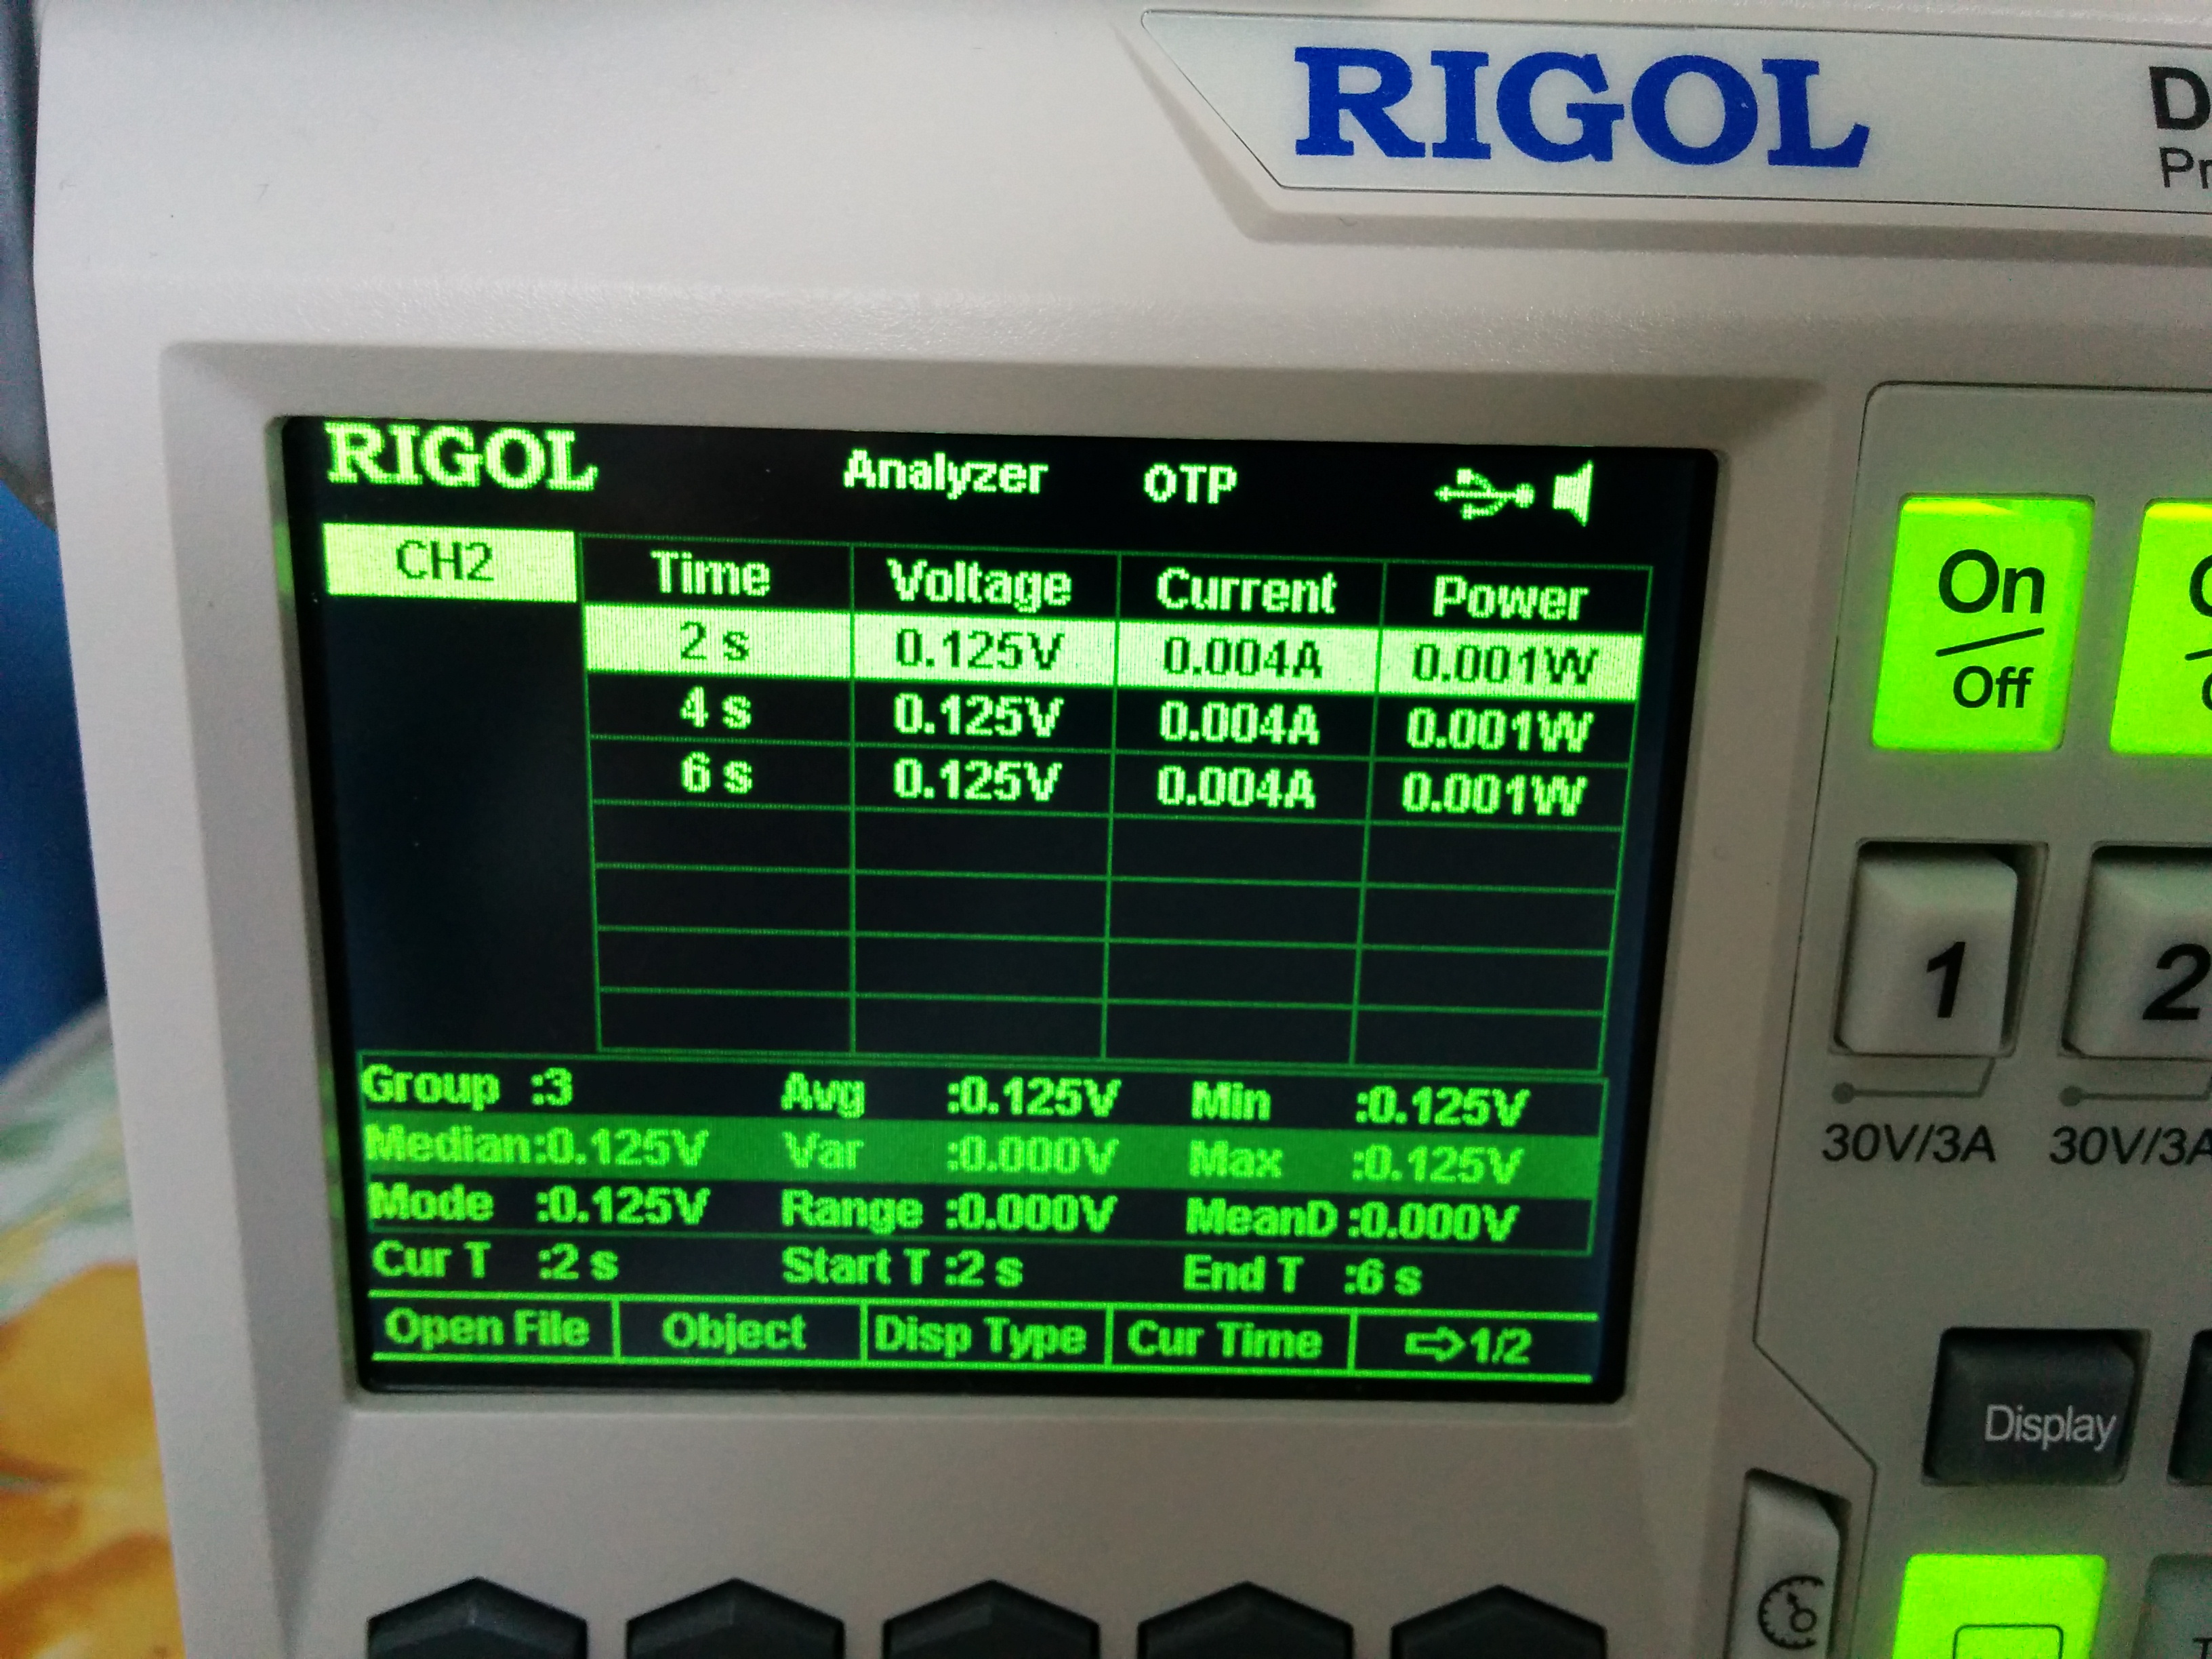 RIGOL
D
Pr
RIGOL Analyzer OTP
CH2 Time Voltage Current Power
2 s 0.125V 0.004A 0.001W
4 s 0.125V 0.004A 0.001W
6 s 0.125V 0.004A 0.001W
Group :3 Avg :0.125V Min :0.125V
Median:0.125V Var :0.000V Max :0.125V
Mode :0.125V Range :0.000V MeanD :0.000V
Cur T :2 s Start T :2 s End T :6 s
Open File Object Disp Type Cur Time ⇨1/2
On
Off
1 2
30V/3A 30V/3A
Display